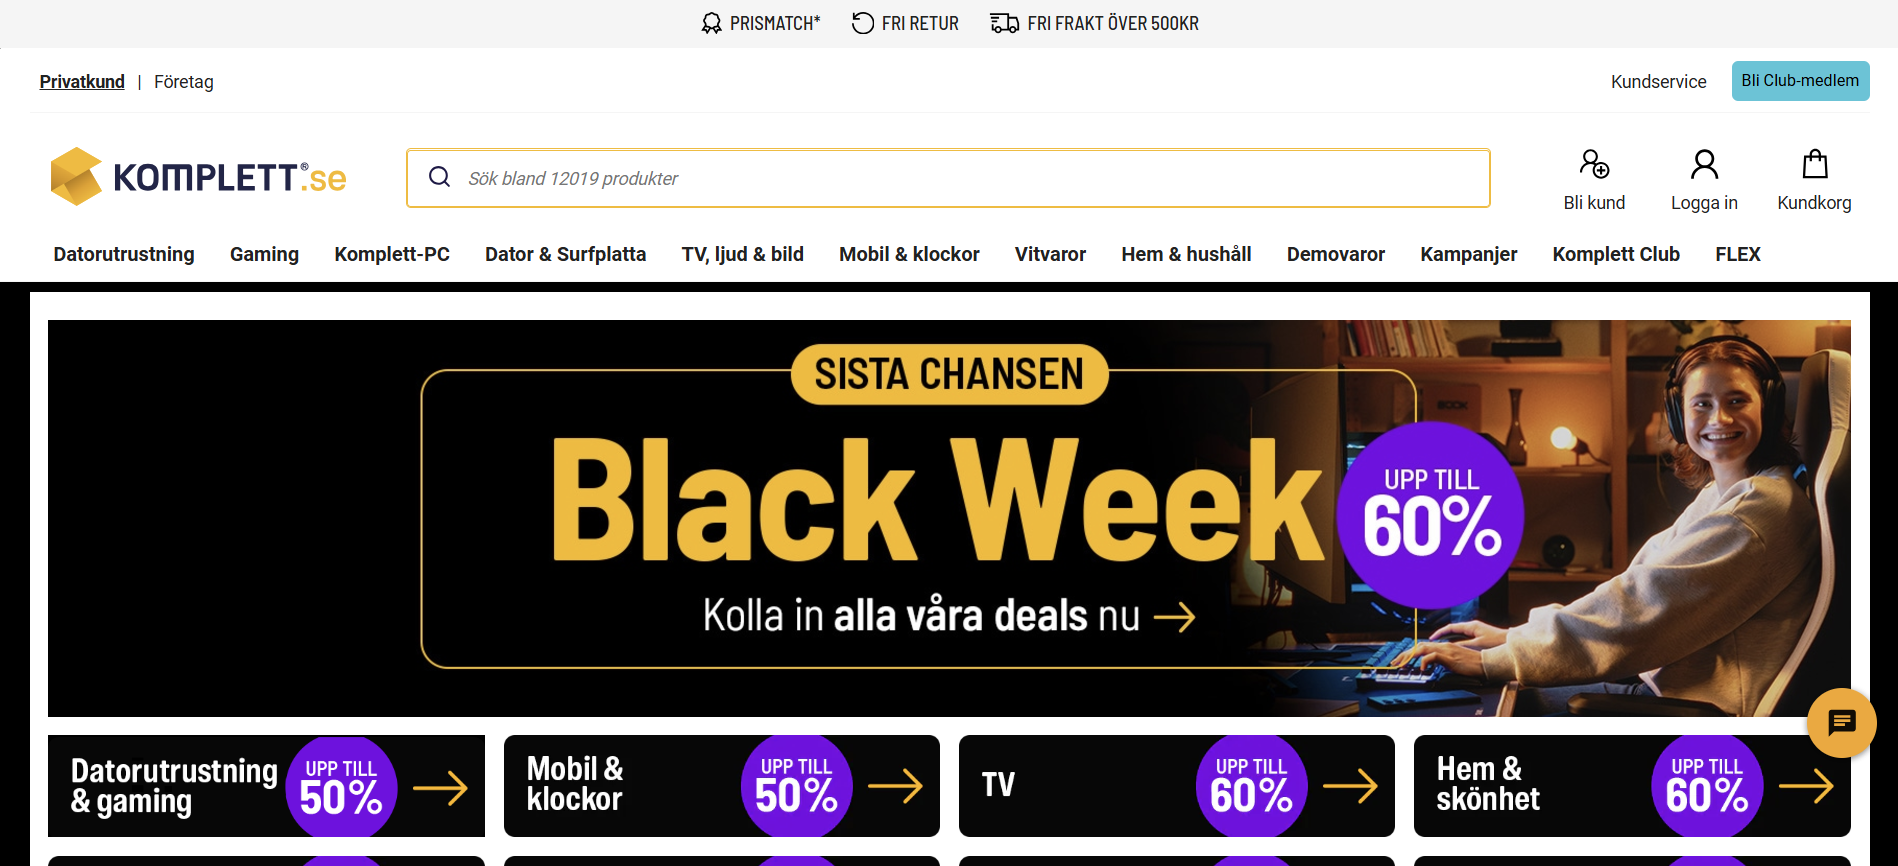 PRISMATCH* FRI RETUR FRI FRAKT ÖVER 500KR
Privatkund | Företag Kundservice Bli Club-medlem
KOMPLETT®.se Sök bland 12019 produkter Bli kund Logga in Kundkorg
Datorutrustning Gaming Komplett-PC Dator & Surfplatta TV, ljud & bild Mobil & klockor Vitvaror Hem & hushåll Demovaror Kampanjer Komplett Club FLEX
SISTA CHANSEN
Black Week
UPP TILL
60%
Kolla in alla våra deals nu
Datorutrustning
& gaming
UPP TILL
50%
Mobil &
klockor
UPP TILL
50%
TV
UPP TILL
60%
Hem &
skönhet
UPP TILL
60%